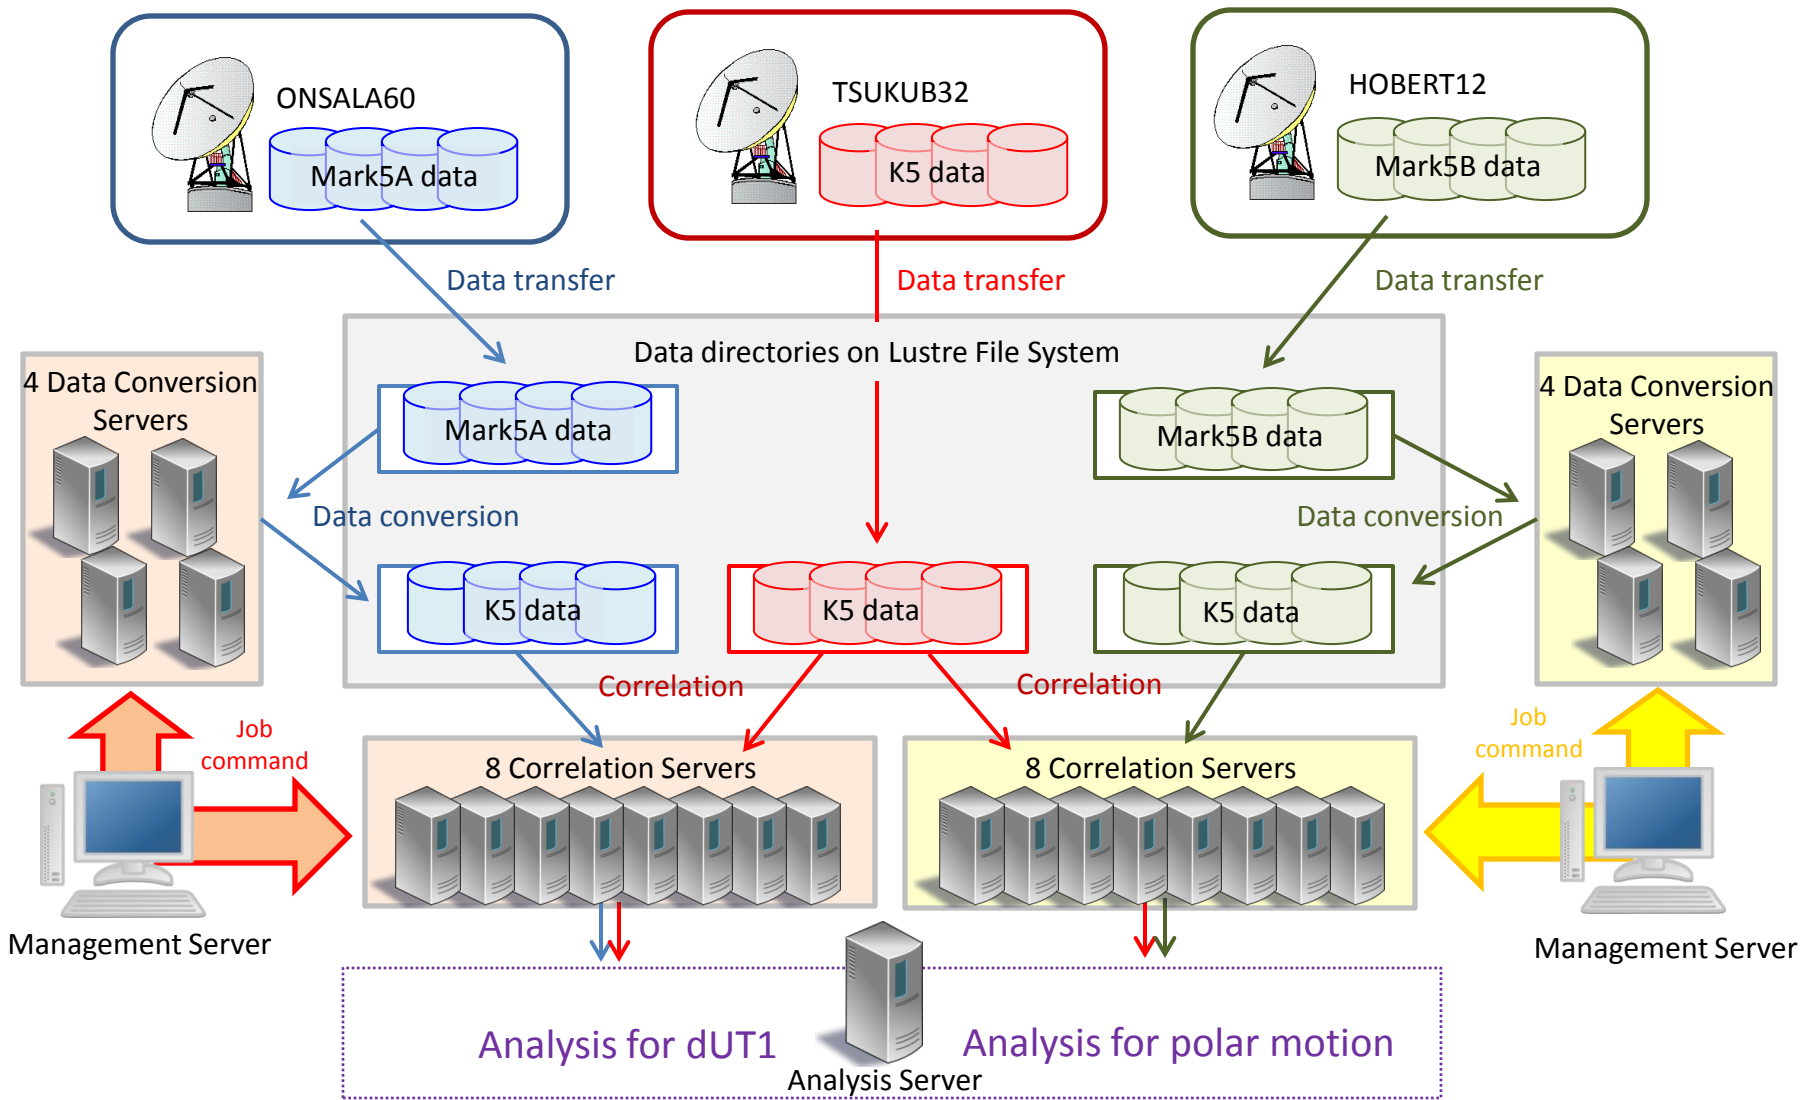 ONSALA60
Mark5A data
TSUKUB32
K5 data
HOBERT12
Mark5B data
Data transfer
Data transfer
Data transfer
Data directories on Lustre File System
4 Data Conversion
Servers
4 Data Conversion
Servers
Mark5A data
Mark5B data
Data conversion
Data conversion
K5 data
K5 data
K5 data
Correlation
Correlation
Job
command
Job
command
8 Correlation Servers
8 Correlation Servers
Management Server
Management Server
Analysis for dUT1
Analysis for polar motion
Analysis Server